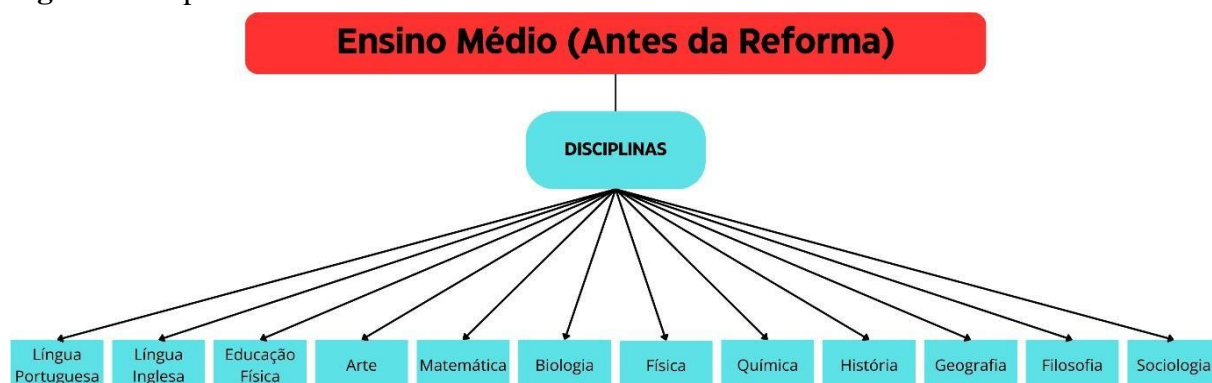 Ensino Médio (Antes da Reforma)
DISCIPLINAS
Língua
Portuguesa
Língua
Inglesa
Educação
Física
Arte
Matemática
Biologia
Física
Química
História
Geografia
Filosofia
Sociologia